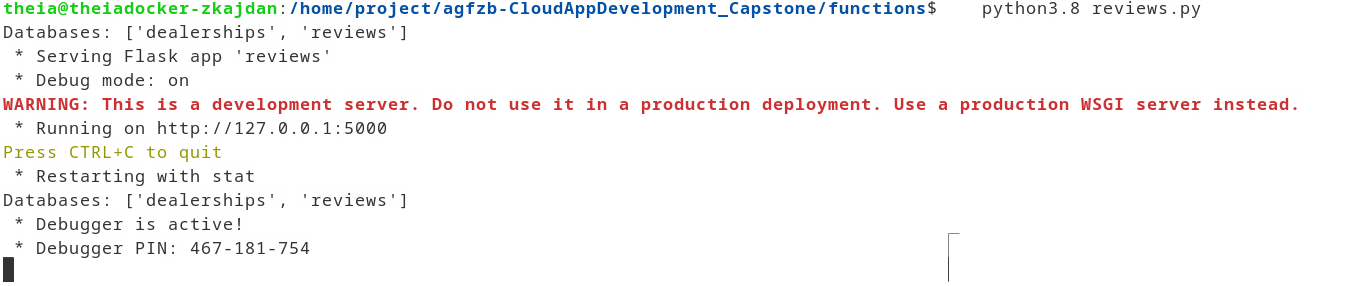 theia@theiadocker-zkajdan:/home/project/agfzb-CloudAppDevelopment_Capstone/functions$    python3.8 reviews.py
Databases: ['dealerships', 'reviews']
 * Serving Flask app 'reviews'
 * Debug mode: on
WARNING: This is a development server. Do not use it in a production deployment. Use a production WSGI server instead.
 * Running on http://127.0.0.1:5000
Press CTRL+C to quit
 * Restarting with stat
Databases: ['dealerships', 'reviews']
 * Debugger is active!
 * Debugger PIN: 467-181-754